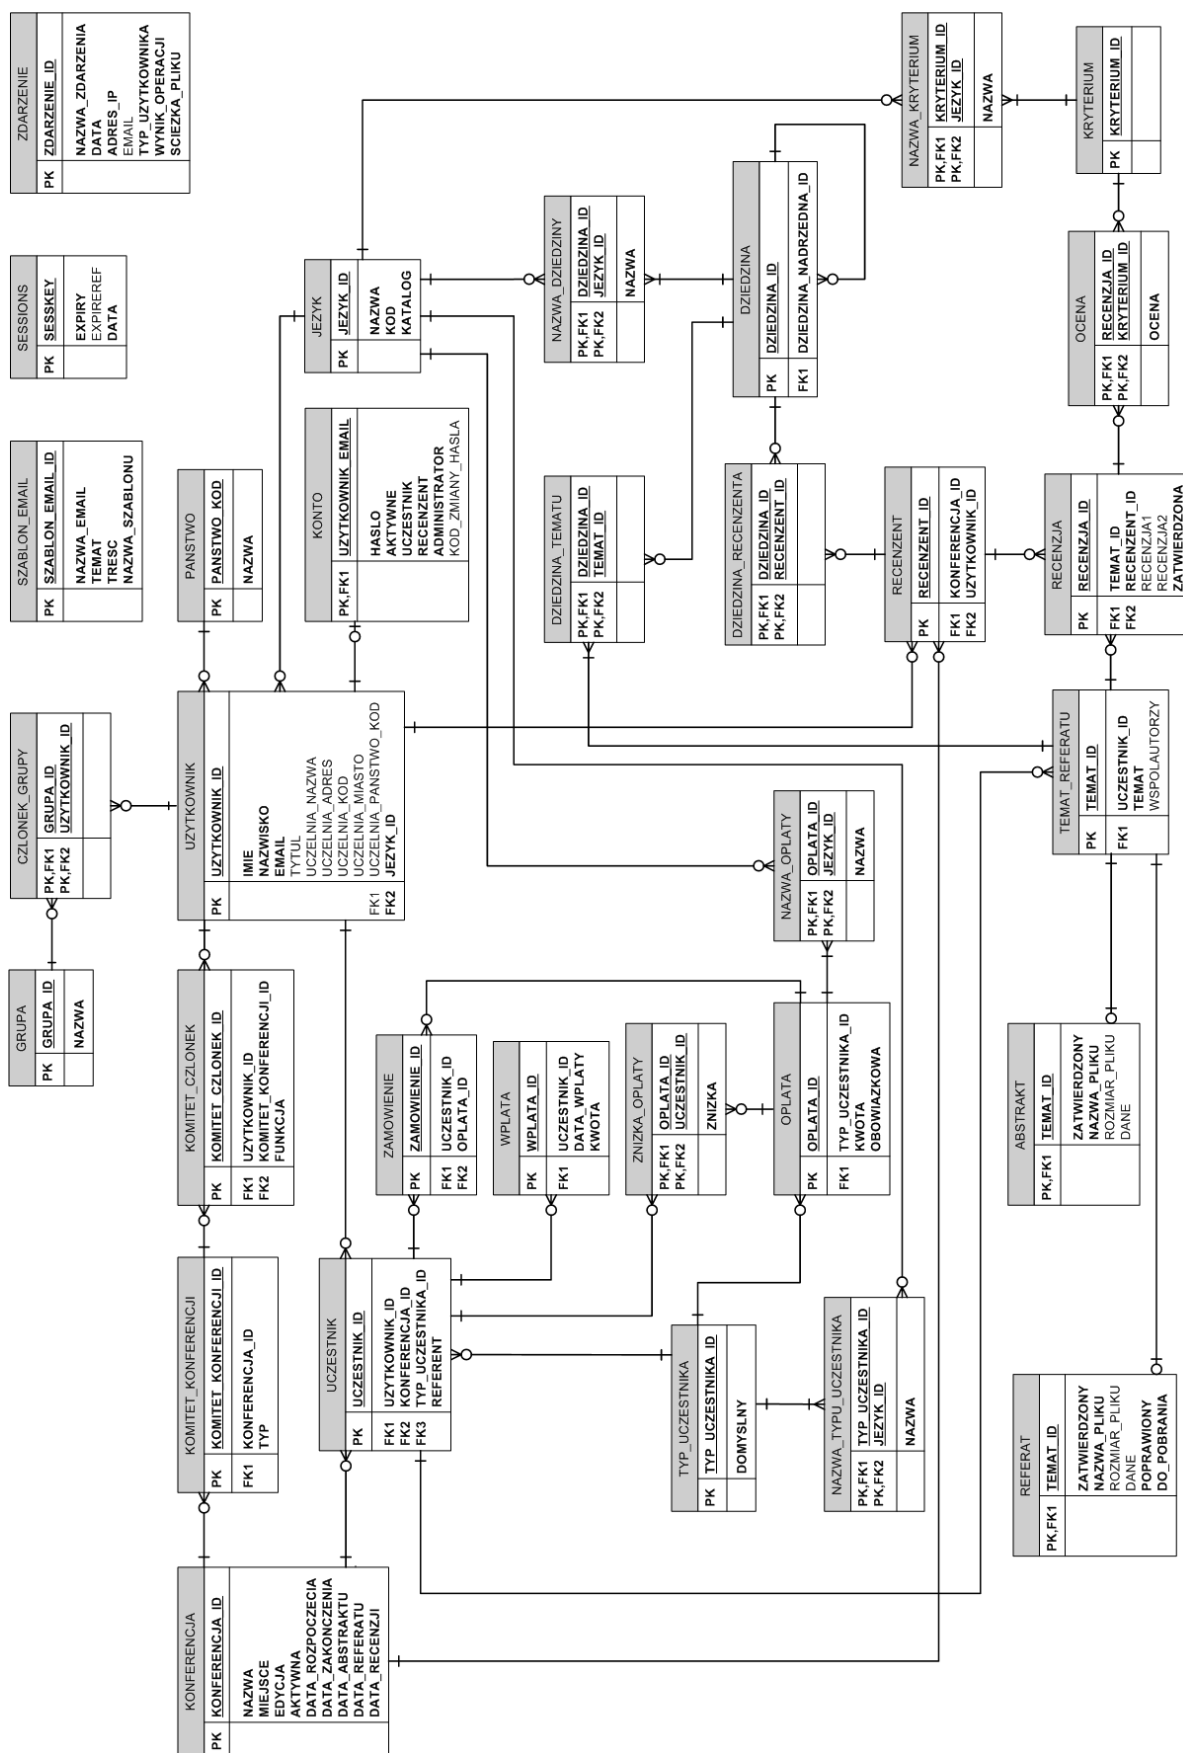 ZDARZENIE
PK ZDARZENIE_ID
NAZWA_ZDARZENIA
DATA
ADRES_IP
EMAIL
TYP_UZYTKOWNIKA
WYNIK_OPERACJI
SCIEZKA_PLIKU
SESSIONS
PK SESSKEY
EXPIRY
EXPIREREF
DATA
SZABLON_EMAIL
PK SZABLON_EMAIL_ID
NAZWA_EMAIL
TEMAT
TRESC
NAZWA_SZABLONU
CZLONEK_GRUPY
PK,FK1 GRUPA_ID
PK,FK2 UZYTKOWNIK_ID
GRUPA
PK GRUPA_ID
NAZWA
PANSTWO
PK PANSTWO_KOD
NAZWA
UZYTKOWNIK
PK UZYTKOWNIK_ID
IMIE
NAZWISKO
EMAIL
TYTUL
UCZELNIA_NAZWA
UCZELNIA_ADRES
UCZELNIA_KOD
UCZELNIA_MIASTO
FK1 UCZELNIA_PANSTWO_KOD
FK2 JEZYK_ID
KOMITET_CZLONEK
PK KOMITET_CZLONEK_ID
FK1 UZYTKOWNIK_ID
FK2 KOMITET_KONFERENCJI_ID
FUNKCJA
KOMITET_KONFERENCJI
PK KOMITET_KONFERENCJI_ID
FK1 KONFERENCJA_ID
TYP
KONFERENCJA
PK KONFERENCJA_ID
NAZWA
MIEJSCE
EDYCJA
AKTYWNA
DATA_ROZPOCZECIA
DATA_ZAKONCZENIA
DATA_ABSTRAKTU
DATA_REFERATU
DATA_RECENZJI
JEZYK
PK JEZYK_ID
NAZWA
KOD
KATALOG
KONTO
PK,FK1 UZYTKOWNIK_EMAIL
HASLO
AKTYWNE
UCZESTNIK
RECENZENT
ADMINISTRATOR
KOD_ZMIANY_HASLA
UCZESTNIK
PK UCZESTNIK_ID
FK1 UZYTKOWNIK_ID
FK2 KONFERENCJA_ID
FK3 TYP_UCZESTNIKA_ID
REFERENT
ZAMOWIENIE
PK ZAMOWIENIE_ID
FK1 UCZESTNIK_ID
FK2 OPLATA_ID
WPLATA
PK WPLATA_ID
FK1 UCZESTNIK_ID
DATA_WPLATY
KWOTA
NAZWA_DZIEDZINY
PK,FK1 DZIEDZINA_ID
PK,FK2 JEZYK_ID
NAZWA
DZIEDZINA_TEMATU
PK,FK1 DZIEDZINA_ID
PK,FK2 TEMAT_ID
ZNIZKA_OPLATY
PK,FK1 OPLATA_ID
PK,FK2 UCZESTNIK_ID
ZNIZKA
TYP_UCZESTNIKA
PK TYP_UCZESTNIKA_ID
DOMYSLNY
DZIEDZINA
PK DZIEDZINA_ID
FK1 DZIEDZINA_NADRZEDNA_ID
DZIEDZINA_RECENZENTA
PK,FK1 DZIEDZINA_ID
PK,FK2 RECENZENT_ID
NAZWA_OPLATY
PK,FK1 OPLATA_ID
PK,FK2 JEZYK_ID
NAZWA
OPLATA
PK OPLATA_ID
FK1 TYP_UCZESTNIKA_ID
KWOTA
OBOWIAZKOWA
NAZWA_TYPU_UCZESTNIKA
PK,FK1 TYP_UCZESTNIKA_ID
PK,FK2 JEZYK_ID
NAZWA
NAZWA_KRYTERIUM
PK,FK1 KRYTERIUM_ID
PK,FK2 JEZYK_ID
NAZWA
RECENZENT
PK RECENZENT_ID
FK1 KONFERENCJA_ID
FK2 UZYTKOWNIK_ID
KRYTERIUM
PK KRYTERIUM_ID
OCENA
PK,FK1 RECENZJA_ID
PK,FK2 KRYTERIUM_ID
OCENA
RECENZJA
PK RECENZJA_ID
FK1 TEMAT_ID
FK2 RECENZENT_ID
RECENZJA1
RECENZJA2
ZATWIERDZONA
TEMAT_REFERATU
PK TEMAT_ID
FK1 UCZESTNIK_ID
TEMAT
WSPOLAUTORZY
ABSTRAKT
PK,FK1 TEMAT_ID
ZATWIERDZONY
NAZWA_PLIKU
ROZMIAR_PLIKU
DANE
REFERAT
PK,FK1 TEMAT_ID
ZATWIERDZONY
NAZWA_PLIKU
ROZMIAR_PLIKU
DANE
POPRAWIONY
DO_POBRANIA